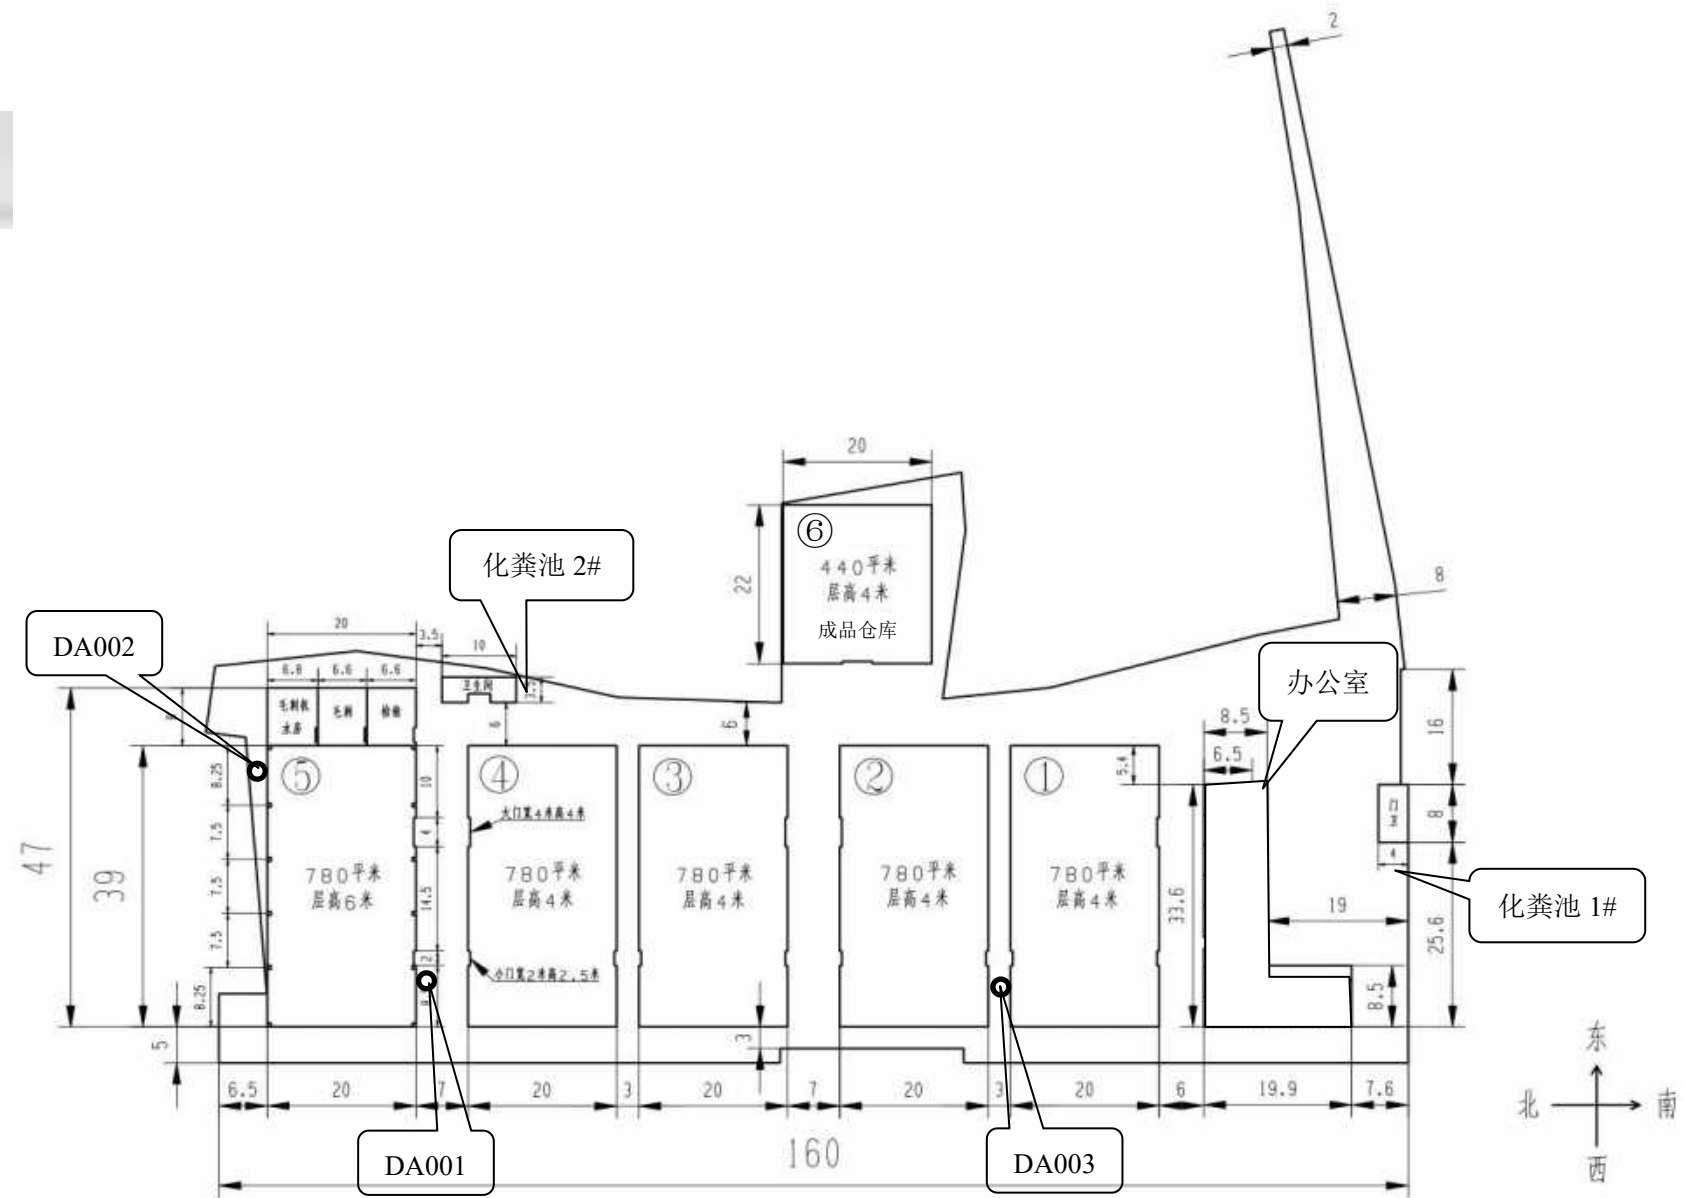 2
20
⑥
440平米
层高4米
成品仓库
22
化粪池 2#
8
DA002
20
3.5
10
6.8
6.6
6.6
毛刺机
水房
毛刺
检验
卫生间
6
6
办公室
8.5
6.5
16
8
47
39
8.25
7.5
7.5
7.5
8.25
⑤
780平米
层高6米
10
4
14.5
2
④
大门宽4米高4米
780平米
层高4米
小门宽2米高2.5米
③
780平米
层高4米
②
780平米
层高4米
①
780平米
层高4米
5.4
33.6
19
8.5
4
25.6
化粪池 1#
5
3
6.5
20
7
20
3
20
7
20
3
20
6
19.9
7.6
DA001
160
DA003
东
北
南
西